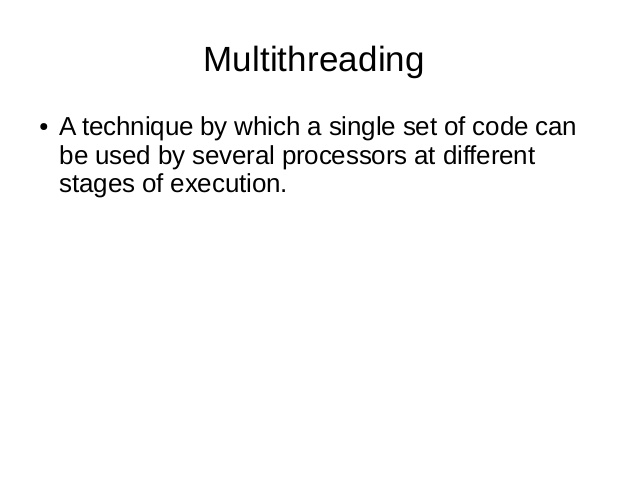 Multithreading
• A technique by which a single set of code can
be used by several processors at different
stages of execution.